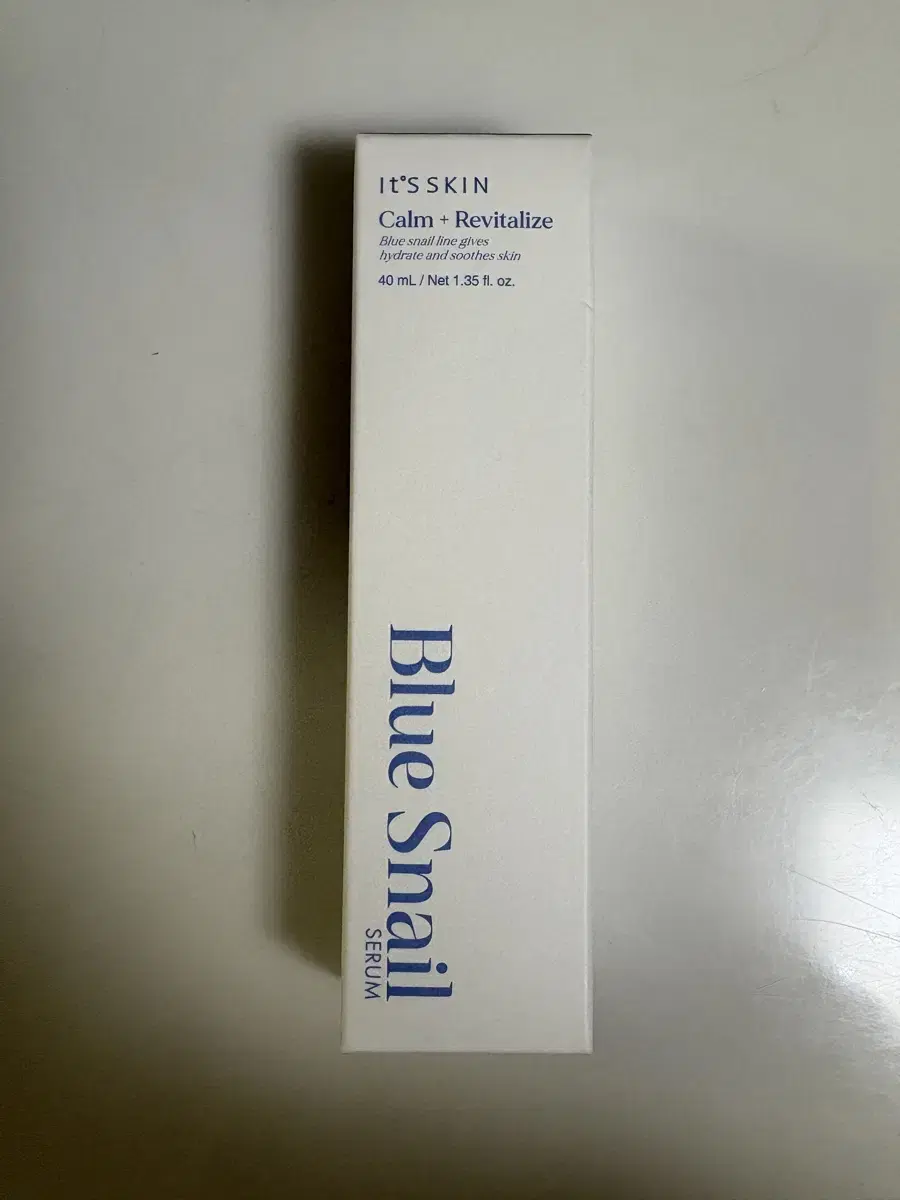 It'S SKIN
Calm + Revitalize
Blue snail line gives
hydrate and soothes skin
40 mL / Net 1.35 fl. oz.
Blue Snail
SERUM